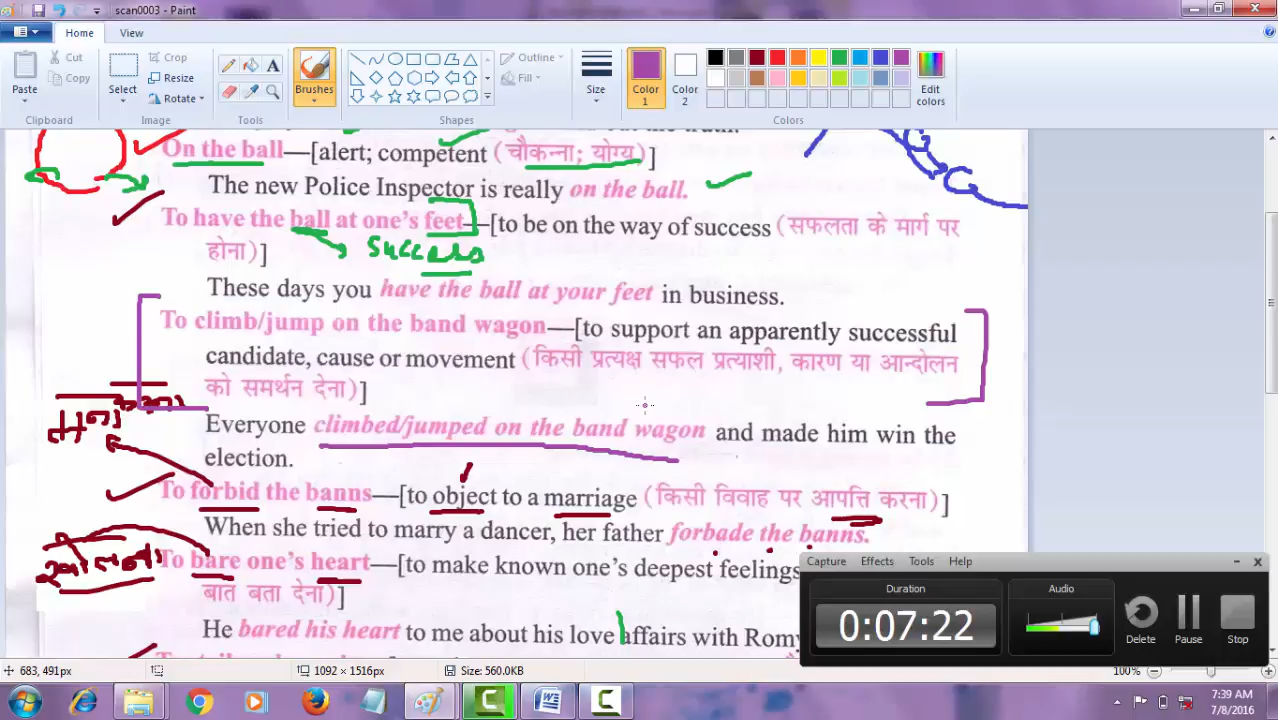 scan0003 - Paint
Home View
Paste
Cut
Copy
Clipboard
Select
Crop
Resize
Rotate
Image
Tools
Brushes
Shapes
Outline
Fill
Size
Color 1
Color 2
Edit colors
Colors
On the ball—[alert; competent (चौकन्ना; योग्य)]
The new Police Inspector is really on the ball.
To have the ball at one's feet—[to be on the way of success (सफलता के मार्ग पर
होना)]
Success
These days you have the ball at your feet in business.
To climb/jump on the band wagon—[to support an apparently successful
candidate, cause or movement (किसी प्रत्यक्ष सफल प्रत्याशी, कारण या आन्दोलन
को समर्थन देना)]
Everyone climbed/jumped on the band wagon and made him win the
election.
To forbid the banns—[to object to a marriage (किसी विवाह पर आपत्ति करना)]
When she tried to marry a dancer, her father forbade the banns.
To bare one's heart—[to make known one's deepest feelings
बात बता देना)]
He bared his heart to me about his love affairs with Romy
Capture Effects Tools Help
Duration
0:07:22
Audio
Delete Pause Stop
683, 491px
1092 × 1516px
Size: 560.0KB
100%
7:39 AM
7/8/2016